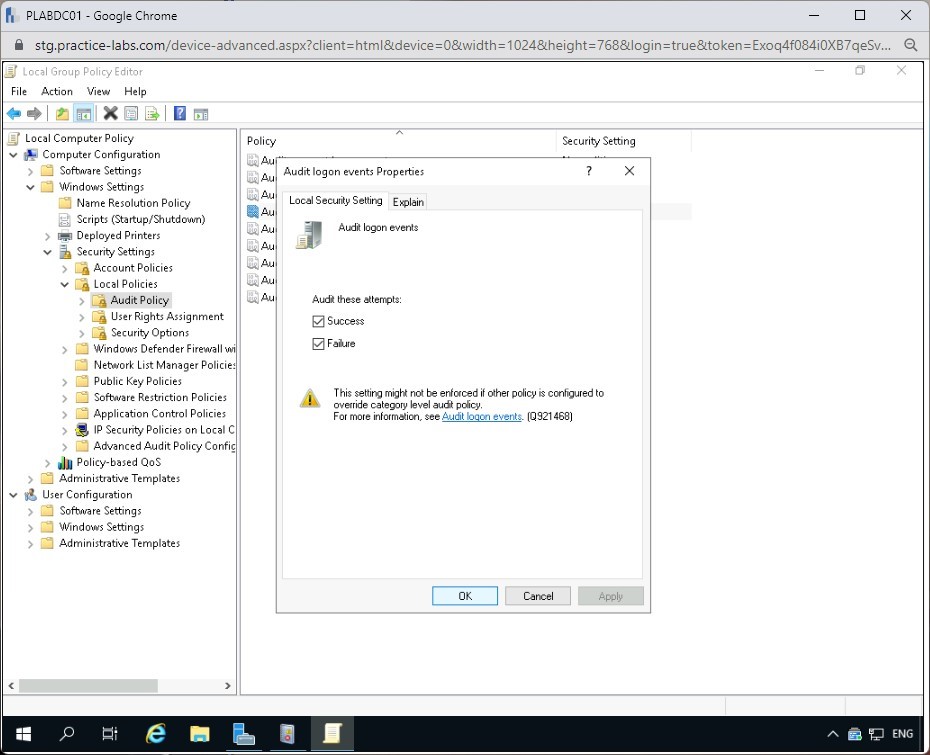 PLABDC01 - Google Chrome
stg.practice-labs.com/device-advanced.aspx?client=html&device=0&width=1024&height=768&login=true&token=Exoq4f084i0XB7qeSv...
Local Group Policy Editor
File Action View Help
Local Computer Policy
Computer Configuration
Software Settings
Windows Settings
Name Resolution Policy
Scripts (Startup/Shutdown)
Deployed Printers
Security Settings
Account Policies
Local Policies
Audit Policy
User Rights Assignment
Security Options
Windows Defender Firewall wi
Network List Manager Policies
Public Key Policies
Software Restriction Policies
Application Control Policies
IP Security Policies on Local C
Advanced Audit Policy Config
Policy-based QoS
Administrative Templates
User Configuration
Software Settings
Windows Settings
Administrative Templates
Policy Security Setting
Au
Au
Au
Au
Au
Au
Au
Au
Au
Audit logon events Properties ?
Local Security Setting Explain
Audit logon events
Audit these attempts:
Success
Failure
This setting might not be enforced if other policy is configured to
override category level audit policy.
For more information, see Audit logon events. (Q921468)
OK Cancel Apply
ENG